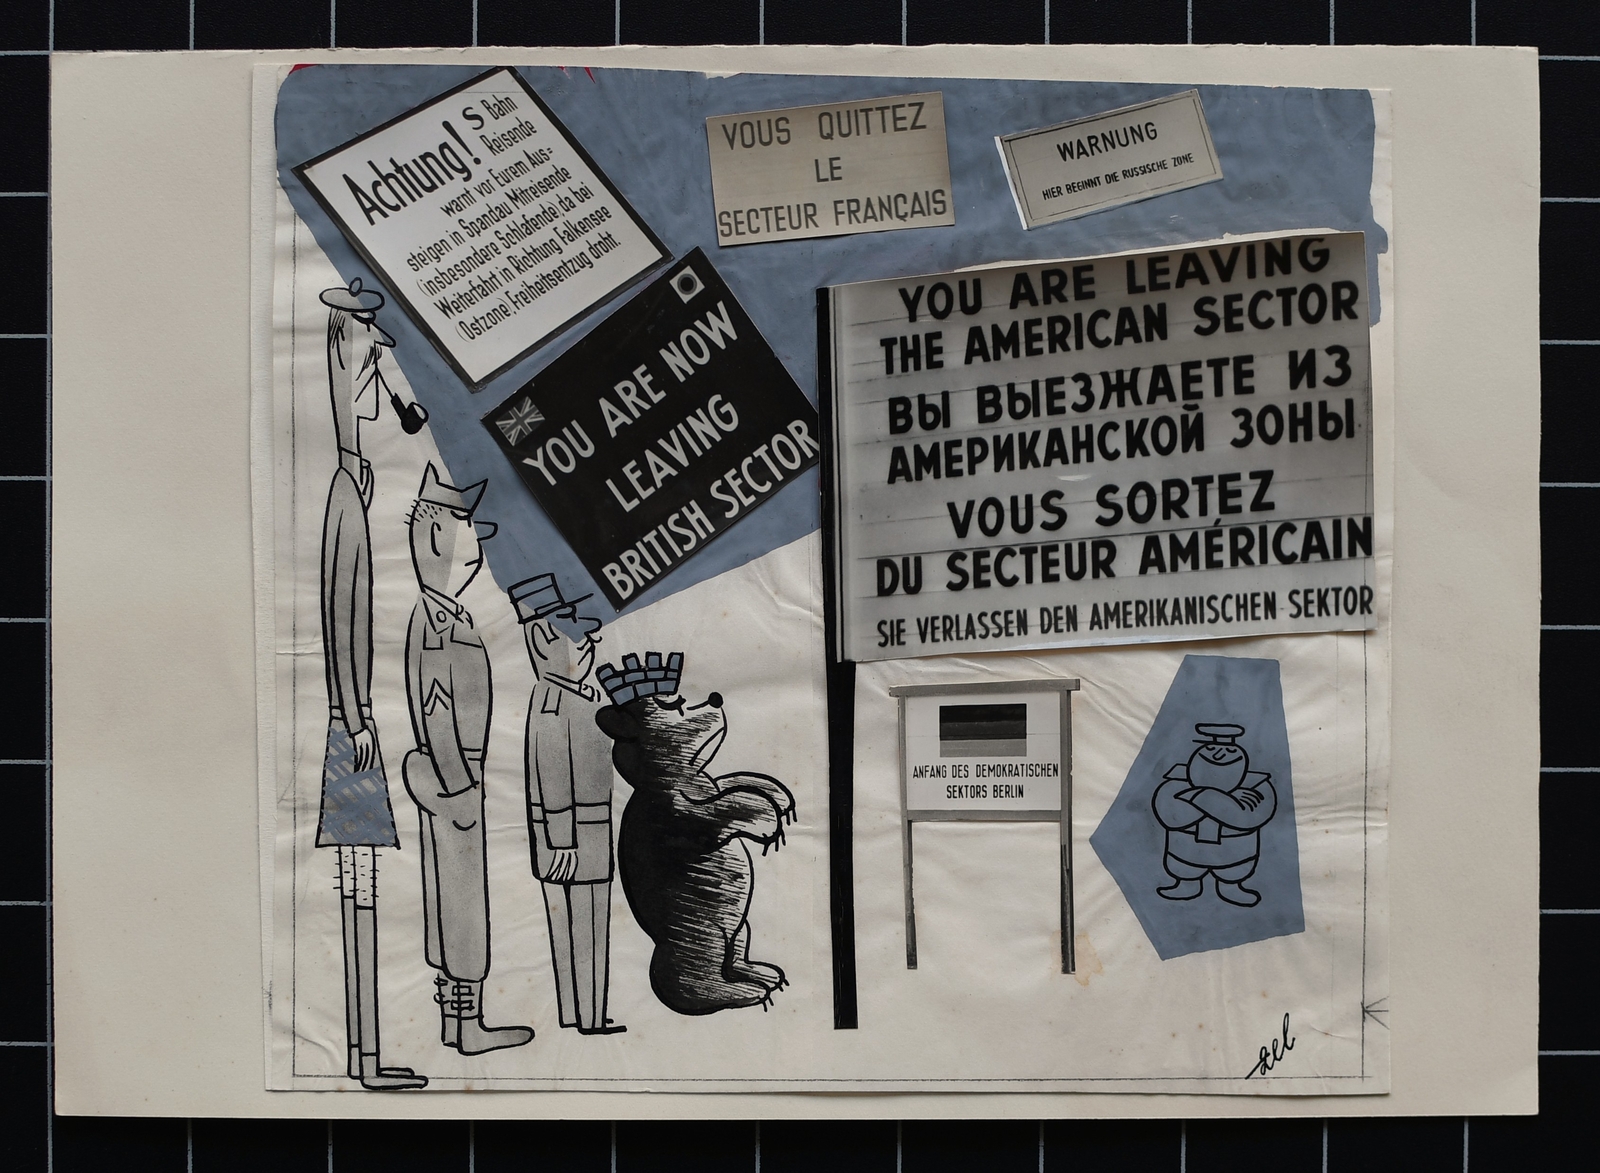 Achtung! S Bahn
Reisende
warnt vor Eurem Aus=
steigen in Spandau Mitreisende
(insbesondere Schlafende), da bei
Weiterfahrt in Richtung Falkensee
(Ostzone), Freiheitsentzug droht.
VOUS QUITTEZ
LE
SECTEUR FRANÇAIS
WARNUNG
HIER BEGINNT DIE RUSSISCHE ZONE
YOU ARE NOW
LEAVING
BRITISH SECTOR
YOU ARE LEAVING
THE AMERICAN SECTOR
ВЫ ВЫЕЗЖАЕТЕ ИЗ
АМЕРИКАНСКОЙ ЗОНЫ
VOUS SORTEZ
DU SECTEUR AMÉRICAIN
SIE VERLASSEN DEN AMERIKANISCHEN SEKTOR
ANFANG DES DEMOKRATISCHEN
SEKTORS BERLIN